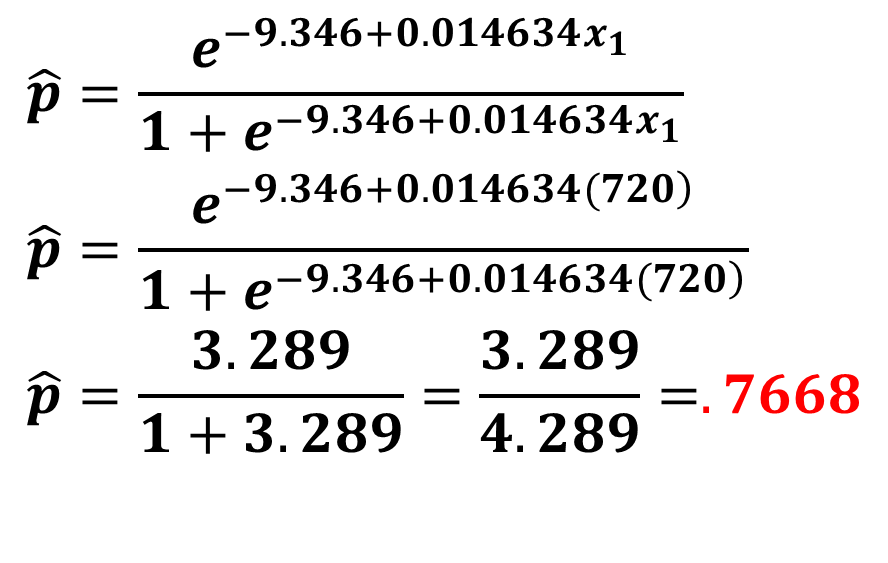 p̂ = e^(−9.346+0.014634x₁) / 1 + e^(−9.346+0.014634x₁)
p̂ = e^(−9.346+0.014634(720)) / 1 + e^(−9.346+0.014634(720))
p̂ = 3.289 / 1 + 3.289 = 3.289 / 4.289 = .7668